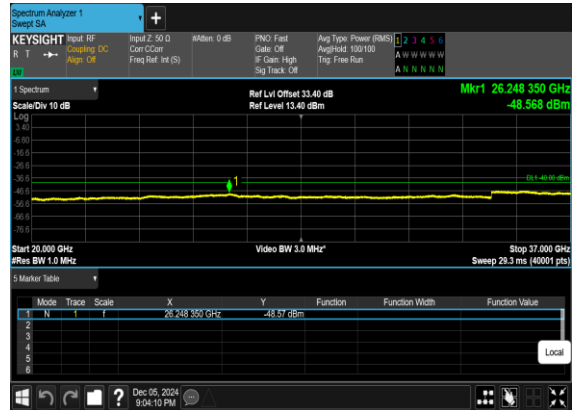 Spectrum Analyzer 1
Swept SA
KEYSIGHT
R T
Input: RF
Coupling: DC
Align: Off
Input Z: 50 Ω
Corr CCorr
Freq Ref: Int (S)
#Atten: 0 dB
PNO: Fast
Gate: Off
IF Gain: High
Sig Track: Off
Avg Type: Power (RMS)
Avg|Hold: 100/100
Trig: Free Run
1 2 3 4 5 6
A W W W W W
A N N N N N
1 Spectrum
Scale/Div 10 dB
Ref Lvl Offset 33.40 dB
Ref Level 13.40 dBm
Mkr1 26.248 350 GHz
-48.568 dBm
Log
3.40
-6.60
-16.6
-26.6
-36.6
-46.6
-56.6
-66.6
-76.6
1
DL1 -40.00 dBm
Start 20.000 GHz
#Res BW 1.0 MHz
Video BW 3.0 MHz*
Stop 37.000 GHz
Sweep 29.3 ms (40001 pts)
5 Marker Table
Mode Trace Scale X Y Function Function Width Function Value
1 N 1 f 26.248 350 GHz -48.57 dBm
2
3
4
5
6
Local
?
Dec 05, 2024
9:04:10 PM